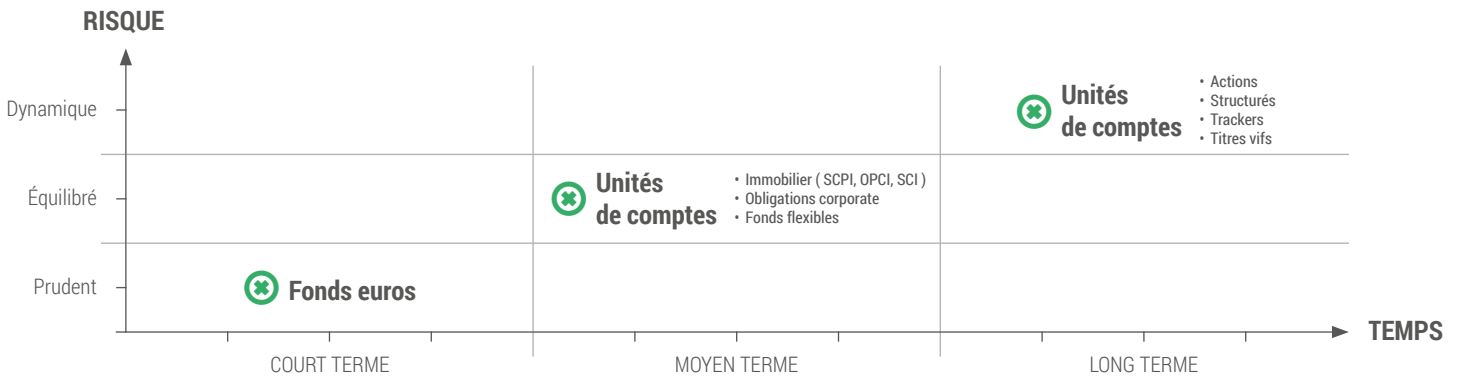 RISQUE
Dynamique
Unités
de comptes
• Actions
• Structurés
• Trackers
• Titres vifs
Équilibré
Unités
de comptes
• Immobilier ( SCPI, OPCI, SCI )
• Obligations corporate
• Fonds flexibles
Prudent
Fonds euros
TEMPS
COURT TERME
MOYEN TERME
LONG TERME